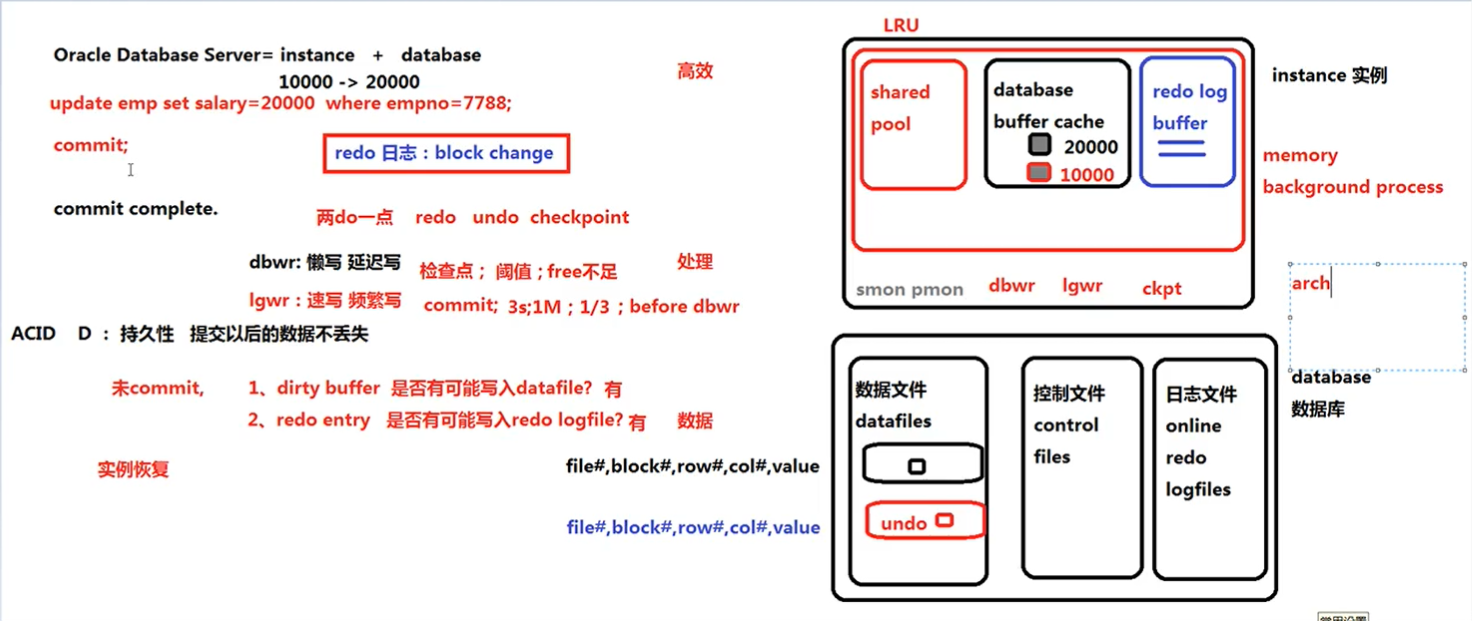 Oracle Database Server= instance + database
10000 -> 20000
update emp set salary=20000 where empno=7788;
高效
commit;
redo 日志：block change
commit complete.
两do一点 redo undo checkpoint
dbwr: 懒写 延迟写 检查点； 阈值；free不足
处理
lgwr：速写 频繁写 commit; 3s;1M；1/3；before dbwr
ACID D ： 持久性 提交以后的数据不丢失
未commit, 1、dirty buffer 是否有可能写入datafile? 有
2、redo entry 是否有可能写入redo logfile? 有 数据
实例恢复
file#,block#,row#,col#,value
file#,block#,row#,col#,value
LRU
shared
pool
database
buffer cache
20000
10000
redo log
buffer
instance 实例
memory
background process
smon pmon dbwr lgwr ckpt
arch
数据文件
datafiles
undo
控制文件
control
files
日志文件
online
redo
logfiles
database
数据库